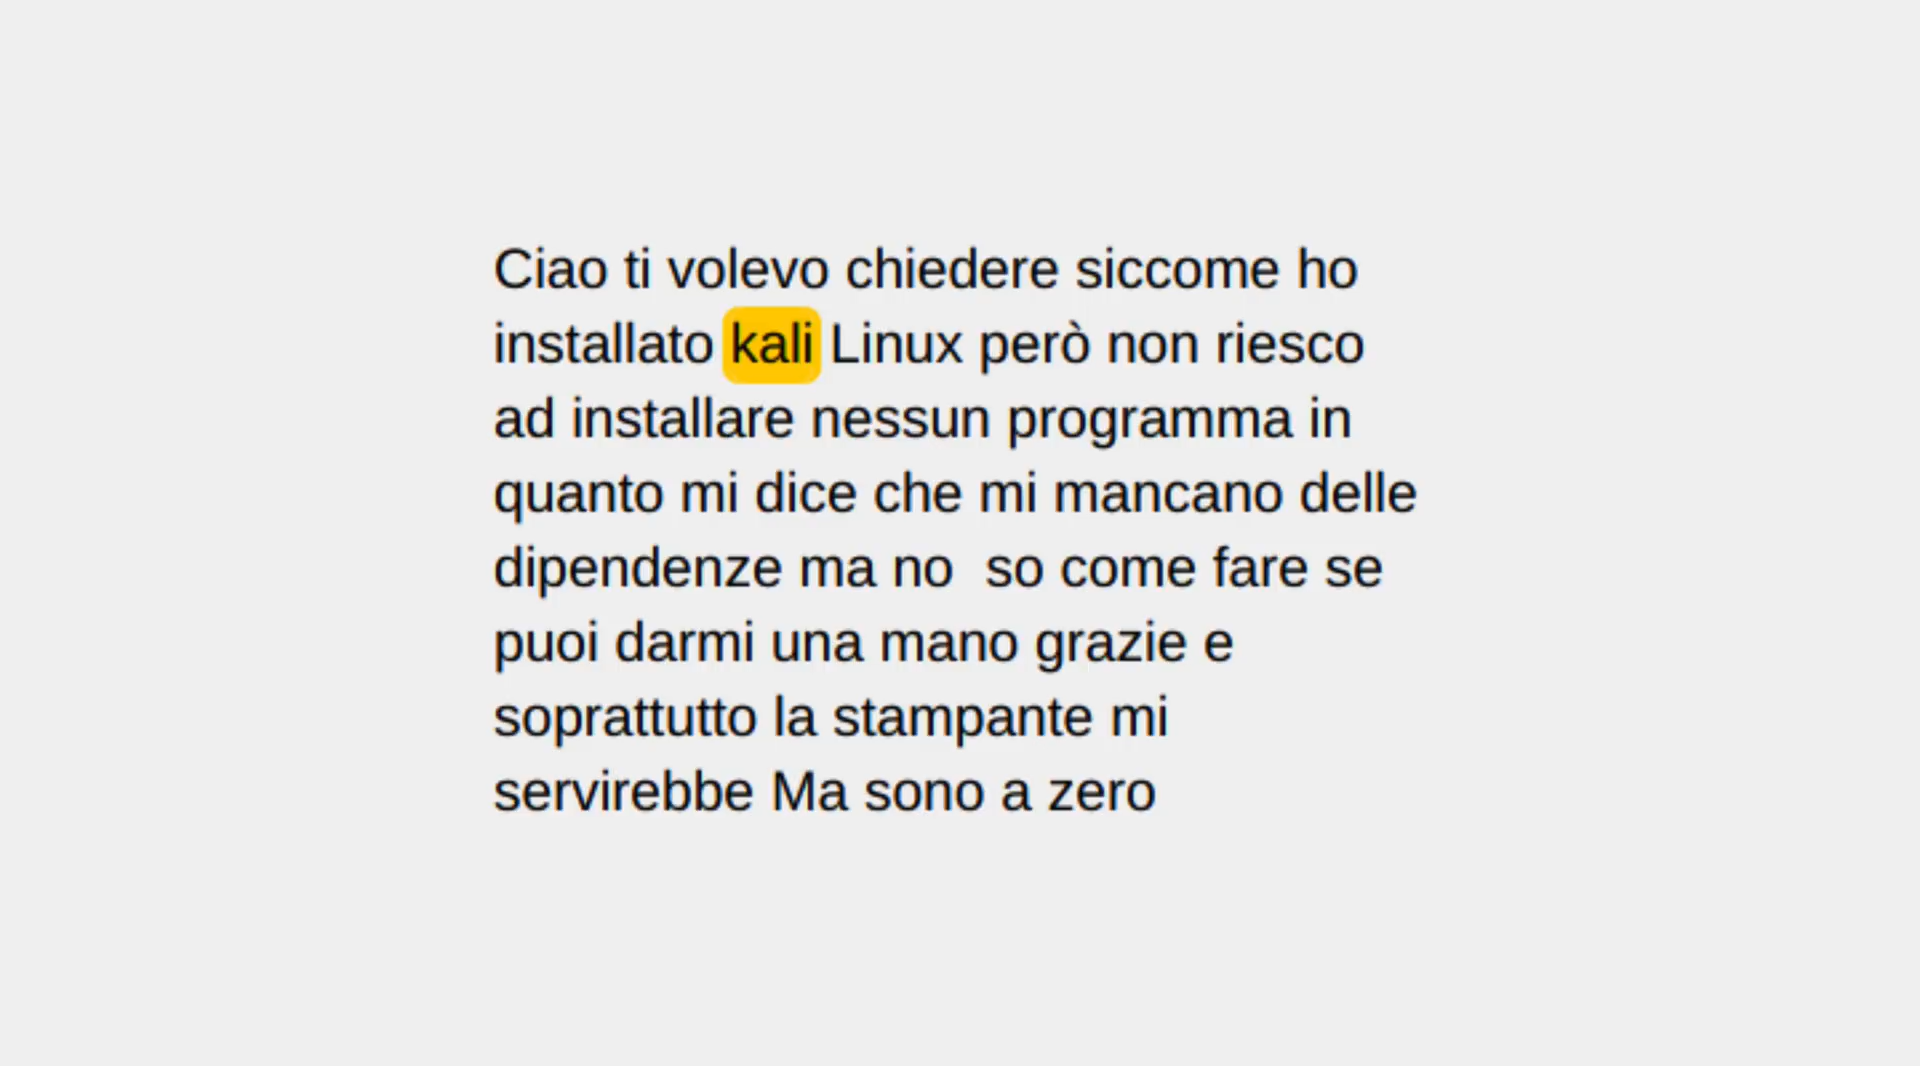 Ciao ti volevo chiedere siccome ho
installato kali Linux però non riesco
ad installare nessun programma in
quanto mi dice che mi mancano delle
dipendenze ma no  so come fare se
puoi darmi una mano grazie e
soprattutto la stampante mi
servirebbe Ma sono a zero